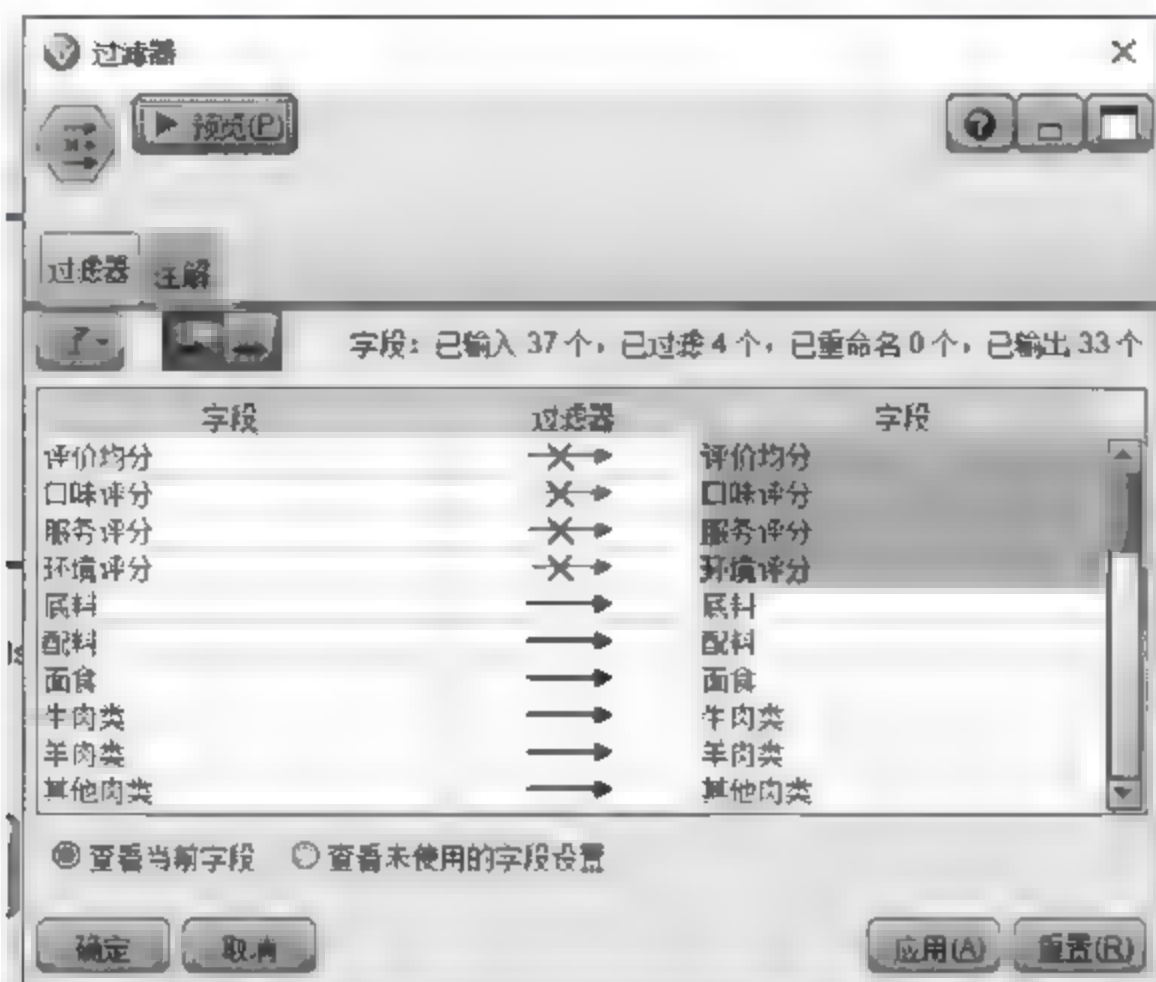 过滤器
预览(P)
过滤器 注解
字段：已输入 37 个，已过滤 4 个，已重命名 0 个，已输出 33 个
字段 过滤器 字段
评价均分 评价均分
口味评分 口味评分
服务评分 服务评分
环境评分 环境评分
底料 底料
配料 配料
面食 面食
牛肉类 牛肉类
羊肉类 羊肉类
其他肉类 其他肉类
查看当前字段 查看未使用的字段设置
确定 取消 应用(A) 重置(R)